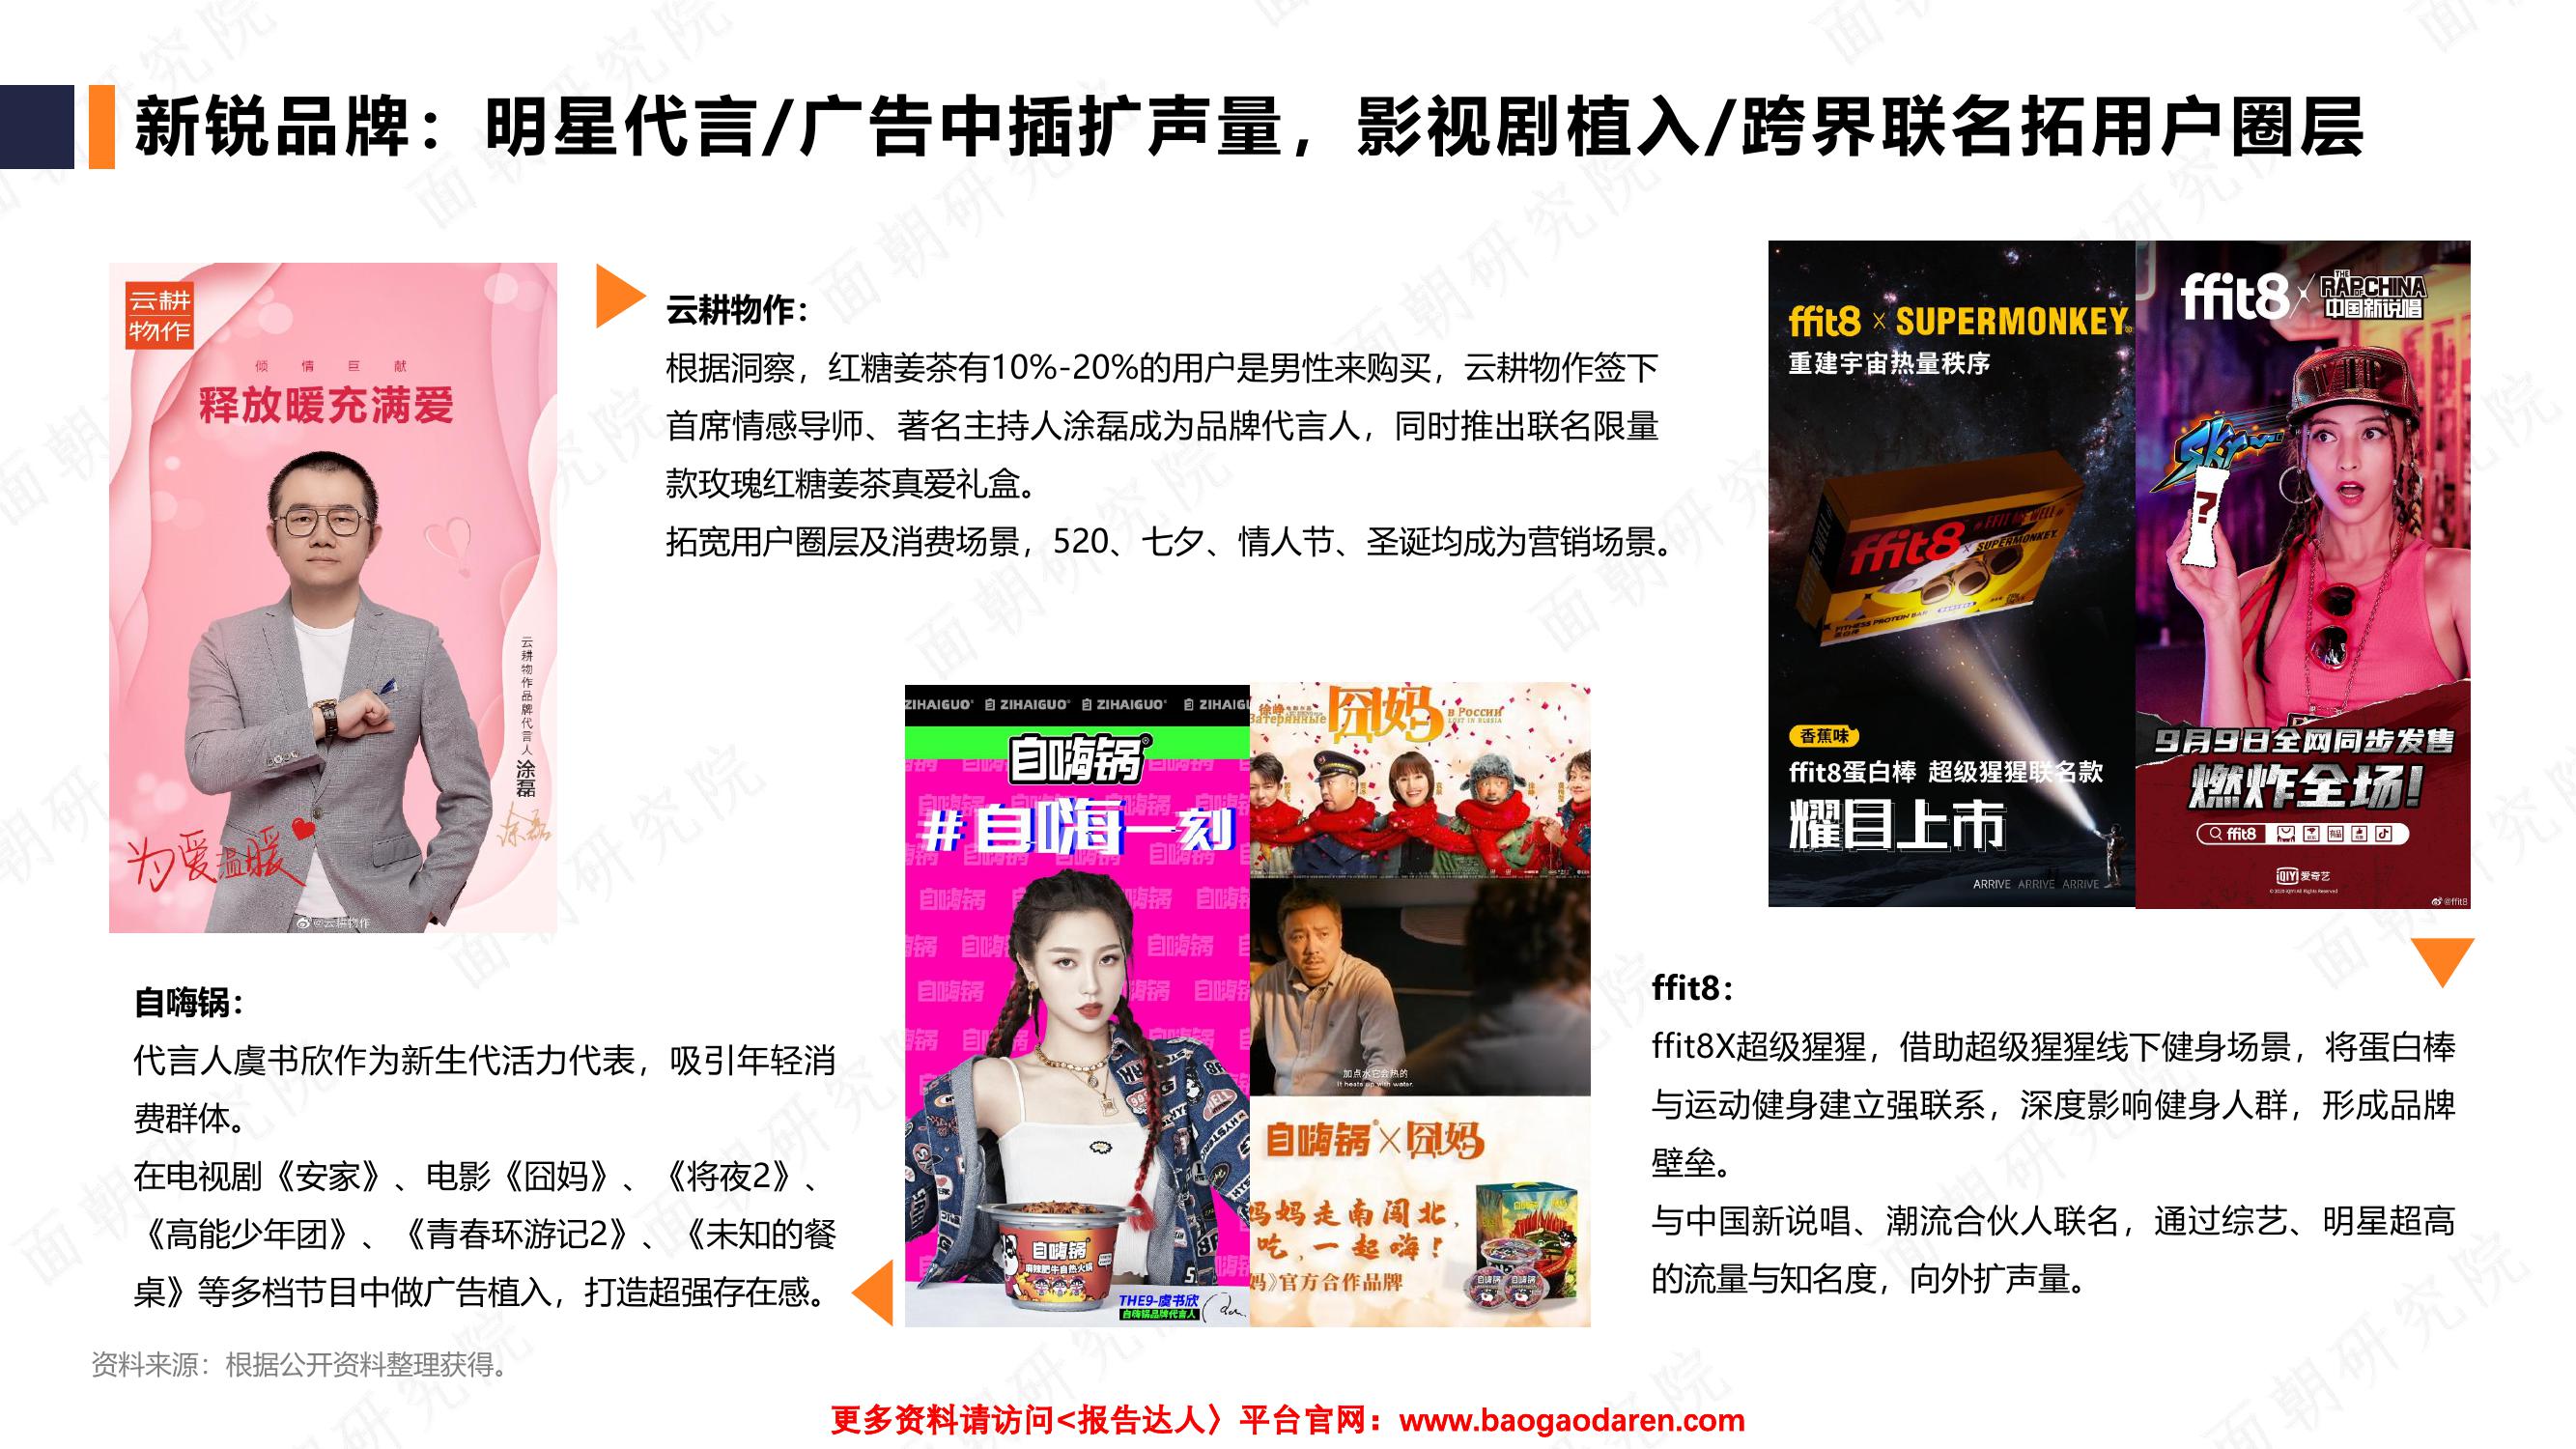 新锐品牌：明星代言/广告中插扩声量，影视剧植入/跨界联名拓用户圈层
云耕
物作
倾情巨献
释放暖充满爱
云耕物作品牌代言人 涂磊
为爱温暖
@云耕物作
云耕物作：
根据洞察，红糖姜茶有10%-20%的用户是男性来购买，云耕物作签下
首席情感导师、著名主持人涂磊成为品牌代言人，同时推出联名限量
款玫瑰红糖姜茶真爱礼盒。
拓宽用户圈层及消费场景，520、七夕、情人节、圣诞均成为营销场景。
ffit8 × SUPERMONKEY
重建宇宙热量秩序
ffit8 × SUPERMONKEY
FITNESS PROTEIN BAR
香蕉味
ffit8蛋白棒 超级猩猩联名款
耀目上市
ARRIVE ARRIVE ARRIVE
ffit8 × THE RAP OF CHINA
中国新说唱
?
9月9日全网同步发售
燃炸全场!
ffit8
iQIYI 爱奇艺
@ffit8
ZIHAIGUO ZIHAIGUO ZIHAIGUO ZIHAIG
自嗨锅
#自嗨一刻
自嗨锅
THE9-虞书欣
自嗨锅品牌代言人
囧妈
徐峥
в России
LOST IN RUSSIA
加点水它会热的
It heats up with water.
自嗨锅×囧妈
妈妈走南闯北，
吃，一起嗨！
妈》官方合作品牌
自嗨锅：
代言人虞书欣作为新生代活力代表，吸引年轻消
费群体。
在电视剧《安家》、电影《囧妈》、《将夜2》、
《高能少年团》、《青春环游记2》、《未知的餐
桌》等多档节目中做广告植入，打造超强存在感。
ffit8：
ffit8X超级猩猩，借助超级猩猩线下健身场景，将蛋白棒
与运动健身建立强联系，深度影响健身人群，形成品牌
壁垒。
与中国新说唱、潮流合伙人联名，通过综艺、明星超高
的流量与知名度，向外扩声量。
资料来源：根据公开资料整理获得。
更多资料请访问<报告达人〉平台官网：www.baogaodaren.com
面朝研究院